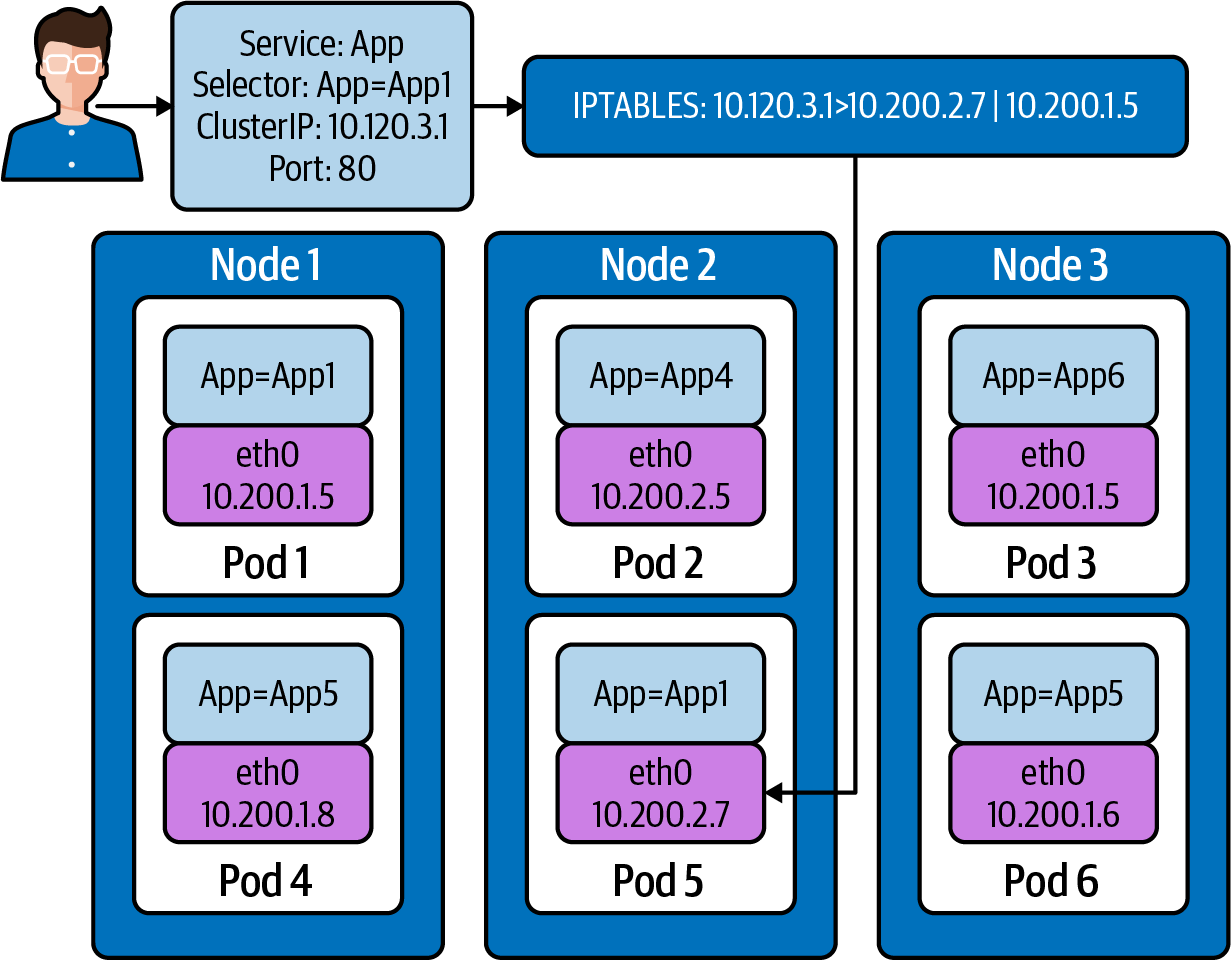 Service: App
Selector: App=App1
ClusterIP: 10.120.3.1
Port: 80
IPTABLES: 10.120.3.1>10.200.2.7 | 10.200.1.5
Node 1
App=App1
eth0
10.200.1.5
Pod 1
App=App5
eth0
10.200.1.8
Pod 4
Node 2
App=App4
eth0
10.200.2.5
Pod 2
App=App1
eth0
10.200.2.7
Pod 5
Node 3
App=App6
eth0
10.200.1.5
Pod 3
App=App5
eth0
10.200.1.6
Pod 6